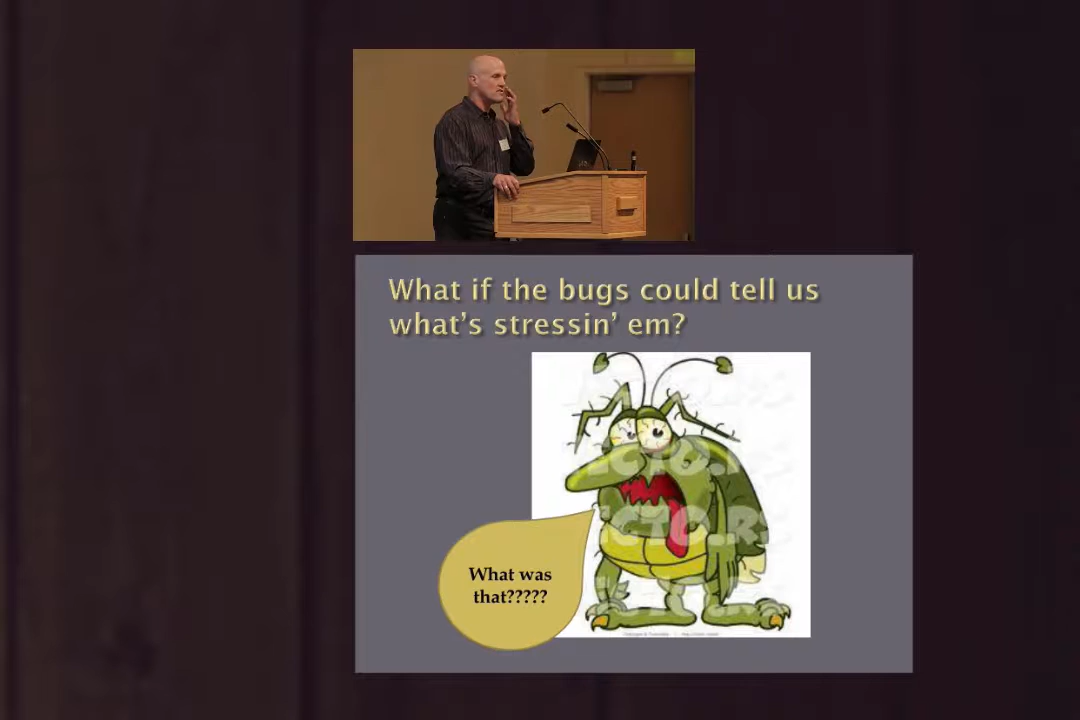 What if the bugs could tell us
what's stressin' em?
What was
that?????